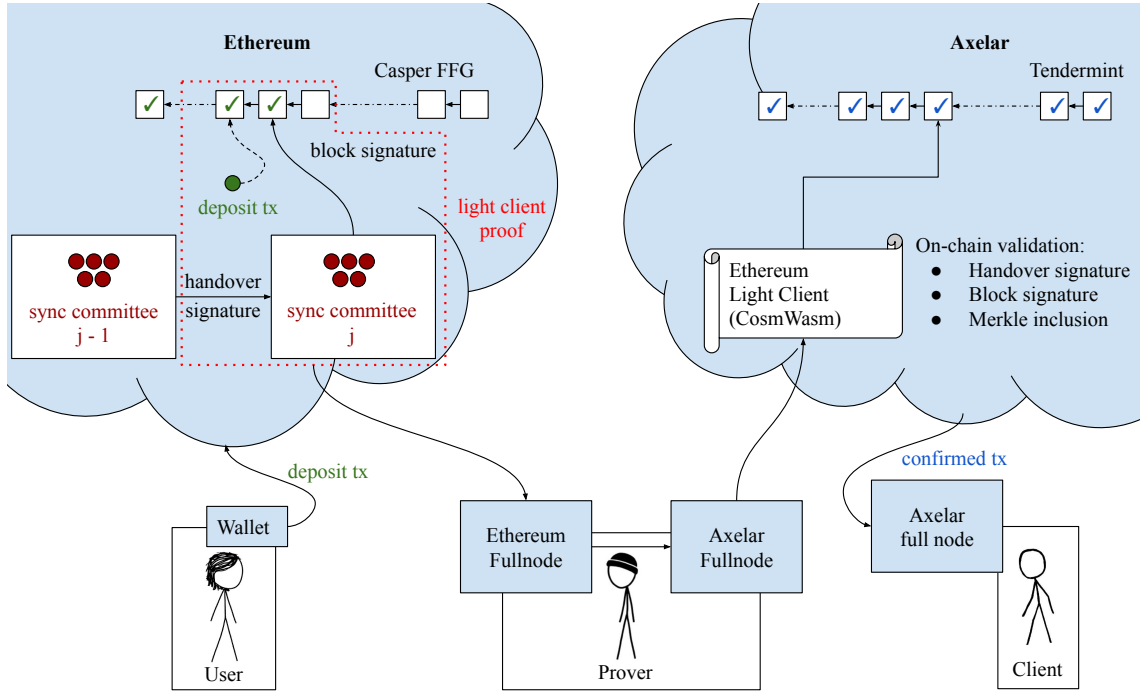 Ethereum
Casper FFG
block signature
deposit tx
light client
proof
handover
signature
sync committee
j - 1
sync committee
j
deposit tx
Wallet
User
Ethereum
Fullnode
Axelar
Fullnode
Prover
Axelar
Tendermint
Ethereum
Light Client
(CosmWasm)
On-chain validation:
● Handover signature
● Block signature
● Merkle inclusion
confirmed tx
Axelar
full node
Client